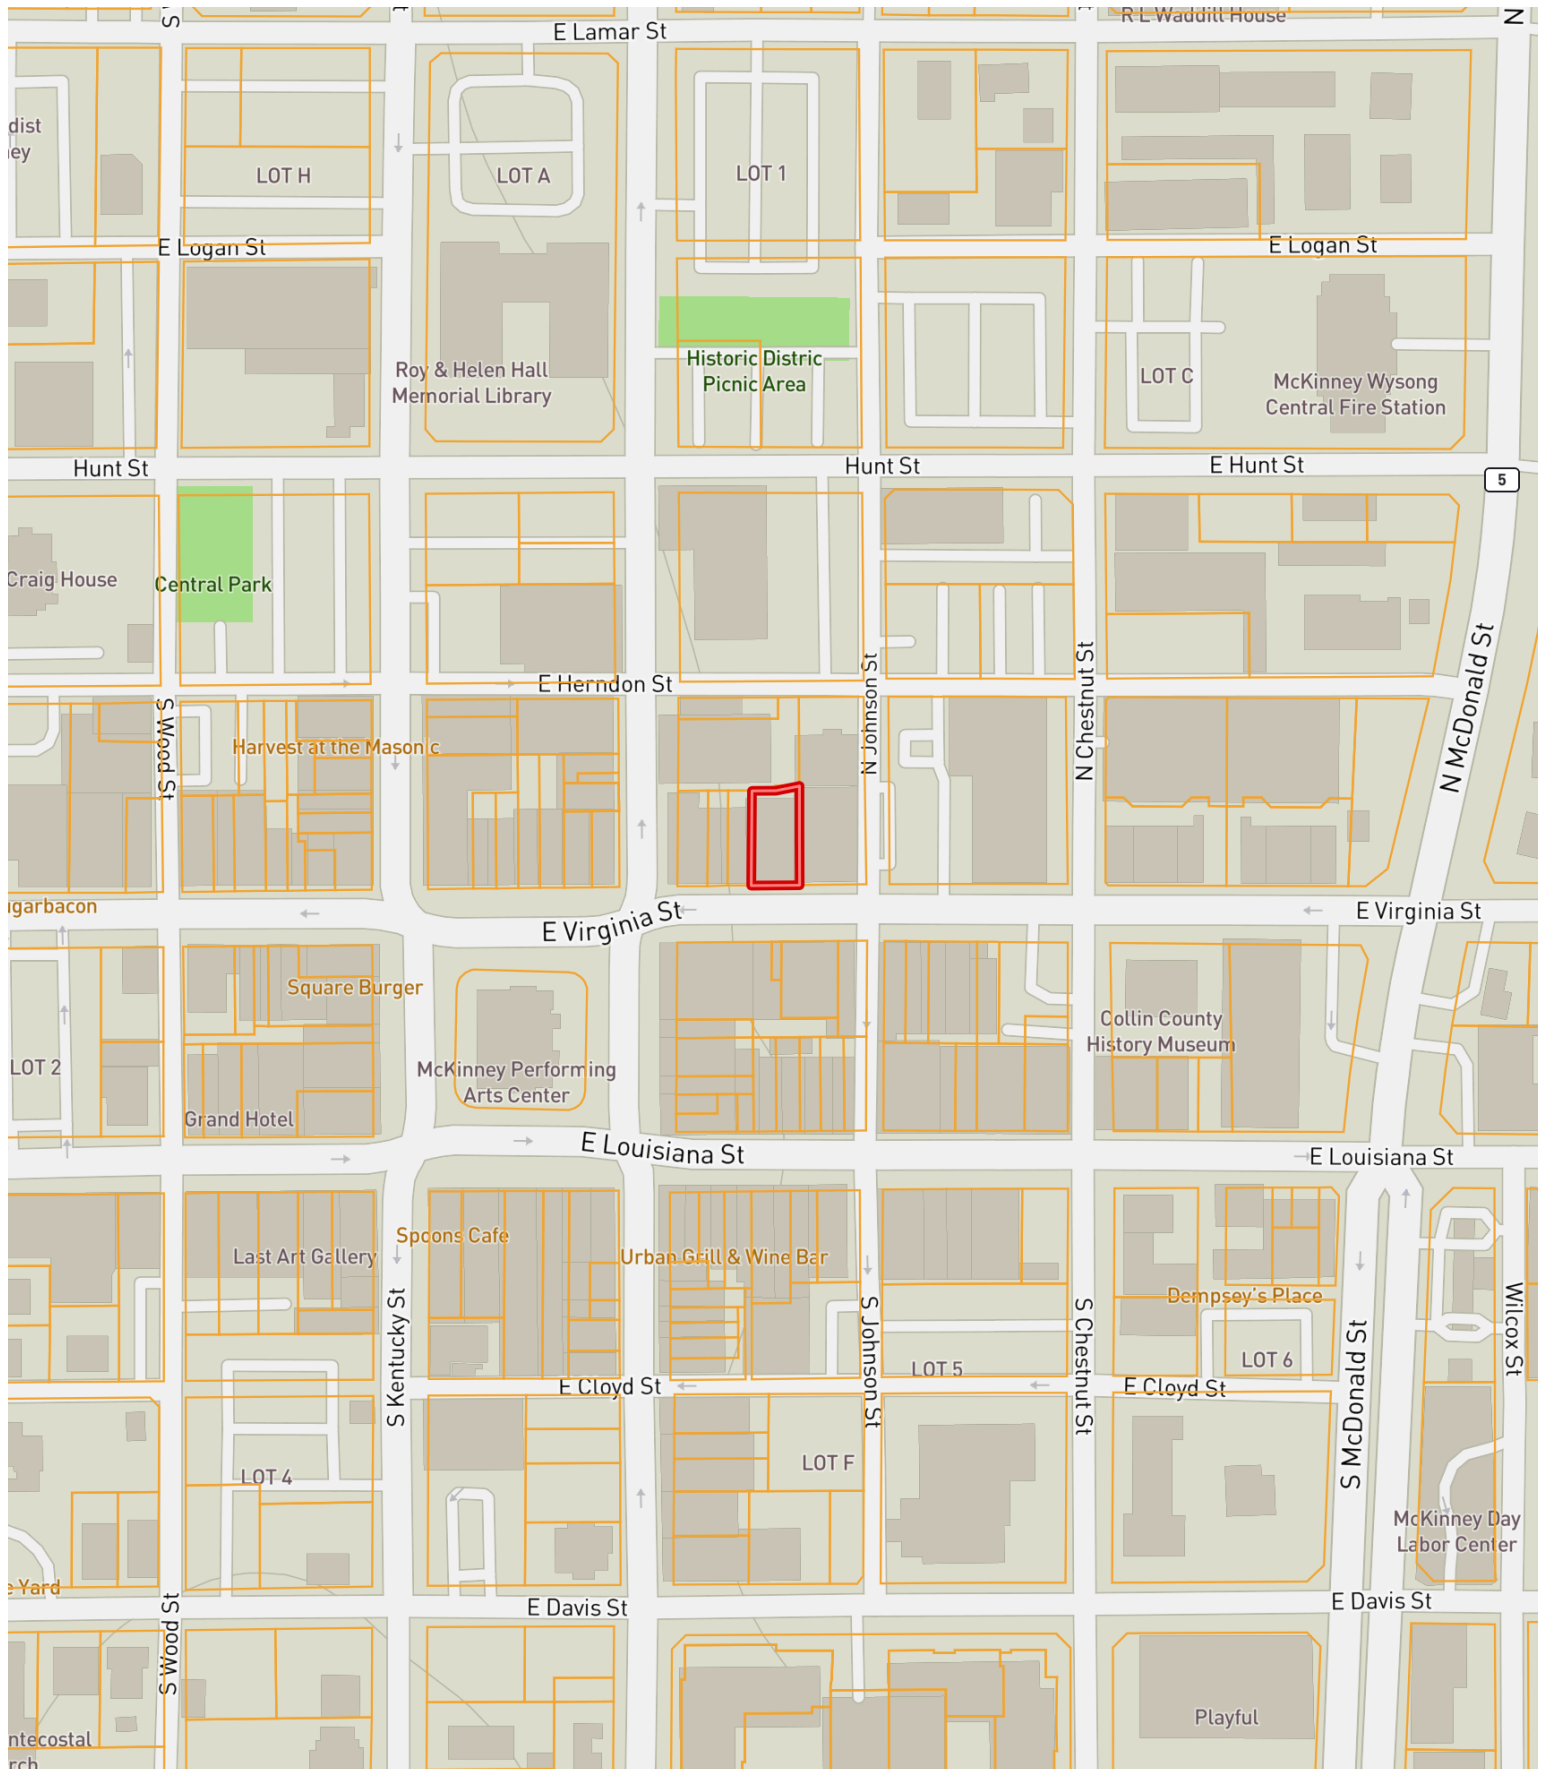 R L Waddill House
S W
N
E Lamar St
dist
ney
LOT H
LOT A
LOT 1
E Logan St
E Logan St
Roy & Helen Hall
Memorial Library
Historic Distric
Picnic Area
LOT C
McKinney Wysong
Central Fire Station
Hunt St
Hunt St
E Hunt St
5
Craig House
Central Park
E Herndon St
N Johnson St
N Chestnut St
N McDonald St
S Wood St
Harvest at the Masonic
ugarbacon
E Virginia St
E Virginia St
Square Burger
McKinney Performing
Arts Center
Collin County
History Museum
LOT 2
Grand Hotel
E Louisiana St
E Louisiana St
Last Art Gallery
Spoons Cafe
Urban Grill & Wine Bar
Dempsey's Place
S Kentucky St
S Johnson St
S Chestnut St
S McDonald St
Wilcox St
LOT 5
LOT 6
E Cloyd St
E Cloyd St
LOT 4
LOT F
McKinney Day
Labor Center
e Yard
E Davis St
E Davis St
S Wood St
Playful
ntecostal
rch